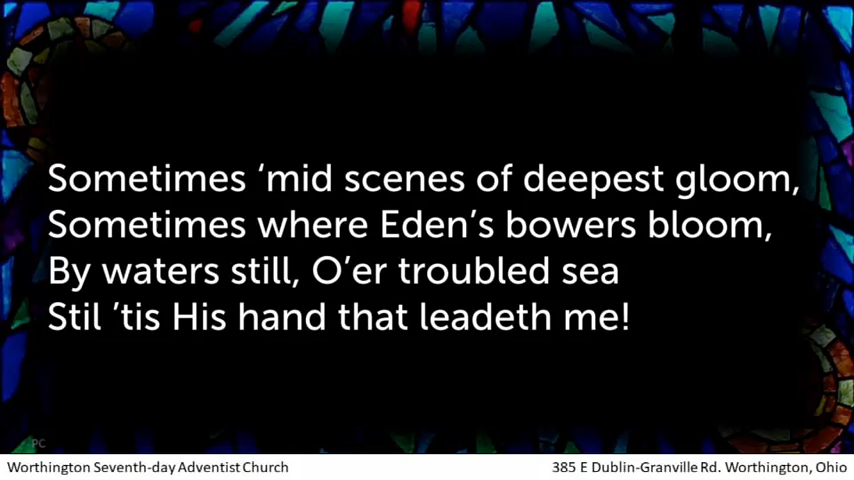 Sometimes ‘mid scenes of deepest gloom,
Sometimes where Eden’s bowers bloom,
By waters still, O’er troubled sea
Stil ’tis His hand that leadeth me!
PC
Worthington Seventh-day Adventist Church
385 E Dublin-Granville Rd. Worthington, Ohio